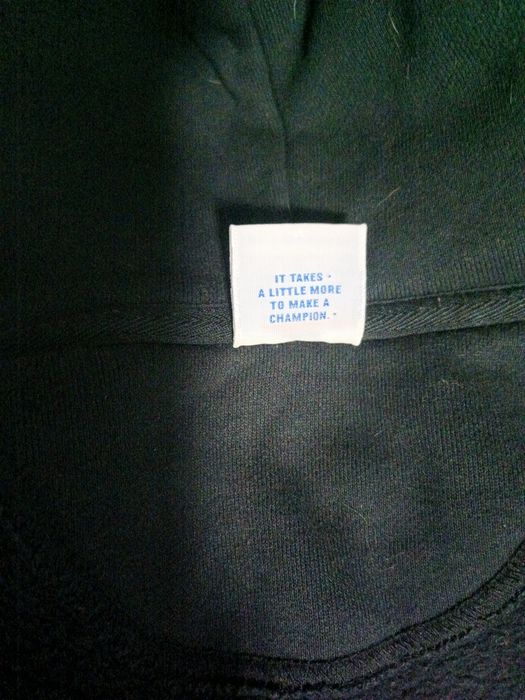 IT TAKES •
A LITTLE MORE
TO MAKE A
CHAMPION. •